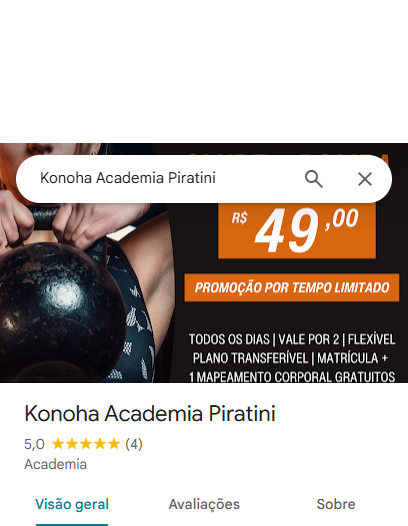 Konoha Academia Piratini
R$ 49,00
PROMOÇÃO POR TEMPO LIMITADO
TODOS OS DIAS | VALE POR 2 | FLEXÍVEL
PLANO TRANSFERÍVEL | MATRÍCULA +
1 MAPEAMENTO CORPORAL GRATUITOS
Konoha Academia Piratini
5,0 ★★★★★ (4)
Academia
Visão geral Avaliações Sobre